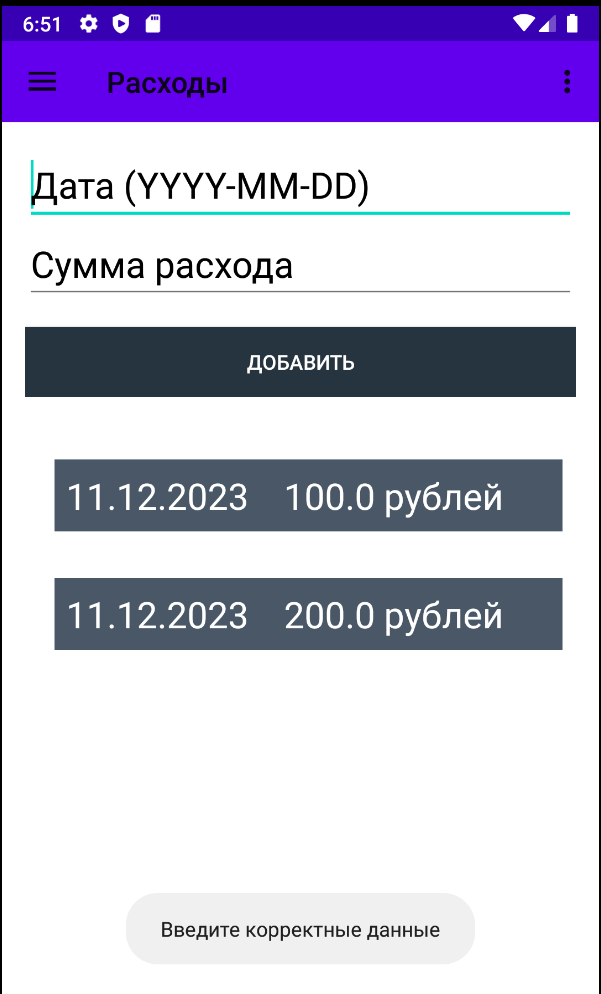 6:51
Расходы
Дата (YYYY-MM-DD)
Сумма расхода
ДОБАВИТЬ
11.12.2023 100.0 рублей
11.12.2023 200.0 рублей
Введите корректные данные